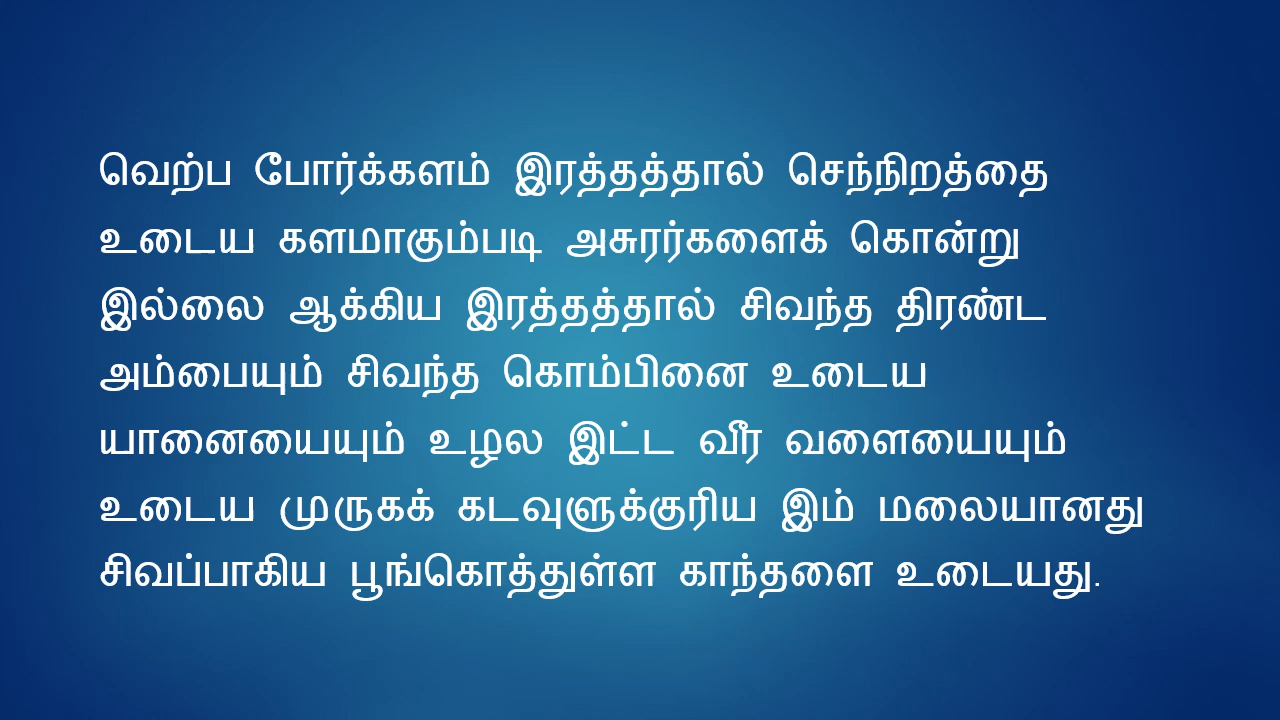 வெற்ப போர்க்களம் இரத்தத்தால் செந்நிறத்தை
உடைய களமாகும்படி அசுரர்களைக் கொன்று
இல்லை ஆக்கிய இரத்தத்தால் சிவந்த திரண்ட
அம்பையும் சிவந்த கொம்பினை உடைய
யானையையும் உழல இட்ட வீர வளையையும்
உடைய முருகக் கடவுளுக்குரிய இம் மலையானது
சிவப்பாகிய பூங்கொத்துள்ள காந்தளை உடையது.